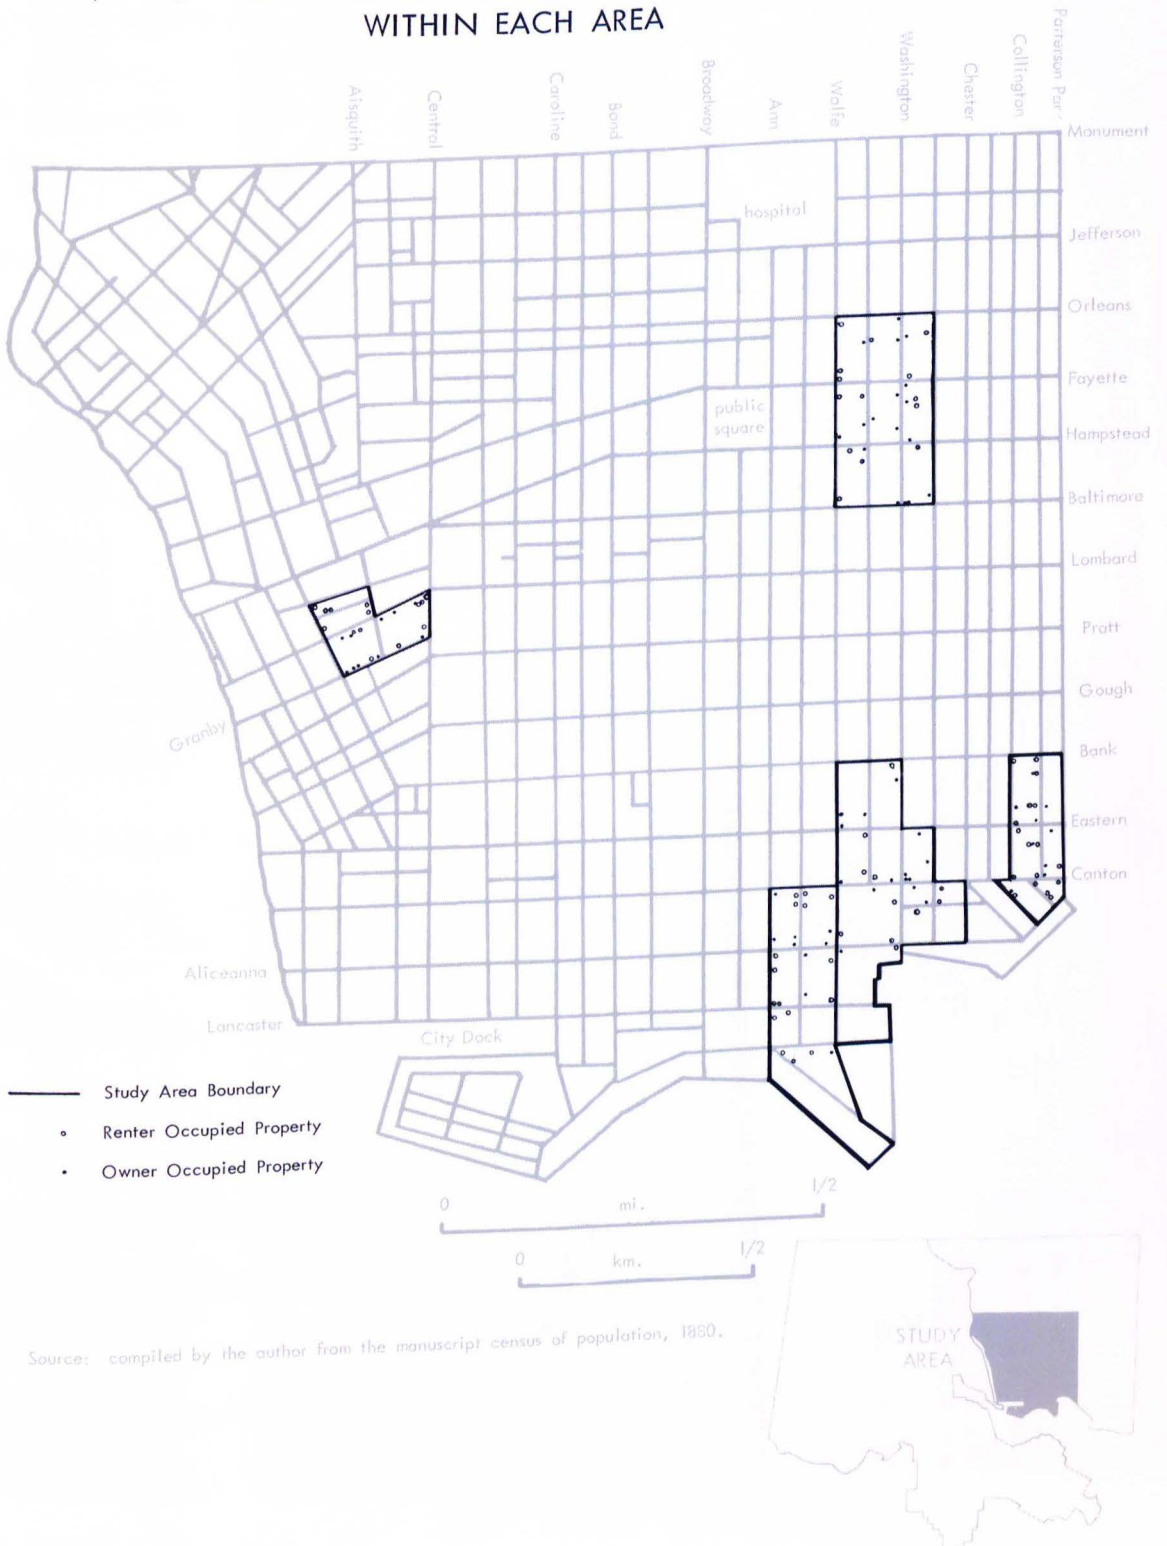 WITHIN EACH AREA
Aisquith
Central
Caroline
Bond
Broadway
Ann
Wolfe
Washington
Chester
Collington
Patterson
Monument
hospital
Jefferson
Orleans
Fayette
public
square
Hampstead
Baltimore
Lombard
Pratt
Gough
Granby
Bank
Eastern
Canton
Aliceanna
Lancaster
City Dock
Study Area Boundary
Renter Occupied Property
Owner Occupied Property
0 mi. 1/2
0 km. 1/2
STUDY
AREA
Source: compiled by the author from the manuscript census of population, 1880.